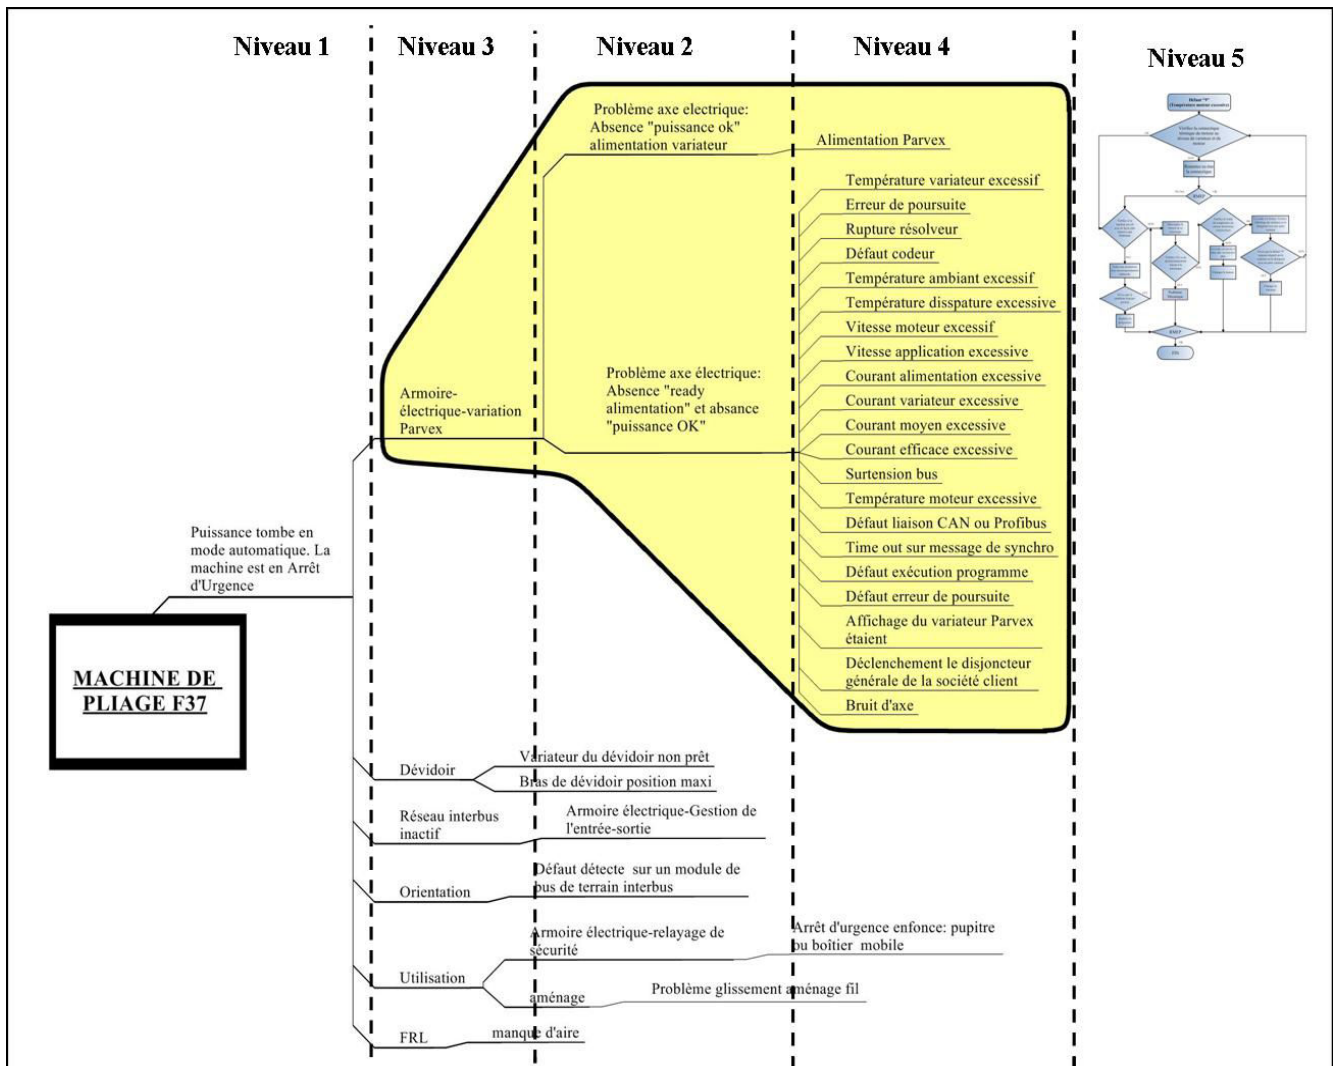 Niveau 1
Niveau 3
Niveau 2
Niveau 4
Niveau 5
Problème axe electrique:
Absence "puissance ok"
alimentation variateur
Alimentation Parvex
Température variateur excessif
Erreur de poursuite
Rupture résolveur
Défaut codeur
Température ambiant excessif
Température disspature excessive
Vitesse moteur excessif
Vitesse application excessive
Problème axe électrique:
Absence "ready
alimentation" et absance
"puissance OK"
Courant alimentation excessive
Courant variateur excessive
Courant moyen excessive
Courant efficace excessive
Armoire-
électrique-variation
Parvex
Surtension bus
Température moteur excessive
Défaut liaison CAN ou Profibus
Time out sur message de synchro
Défaut exécution programme
Défaut erreur de poursuite
Affichage du variateur Parvex
étaient
Déclenchement le disjoncteur
générale de la société client
Bruit d'axe
Puissance tombe en
mode automatique. La
machine est en Arrêt
d'Urgence
MACHINE DE
PLIAGE F37
Dévidoir
Variateur du dévidoir non prêt
Bras de dévidoir position maxi
Réseau interbus
inactif
Armoire électrique-Gestion de
l'entrée-sortie
Orientation
Défaut détecte sur un module de
bus de terrain interbus
Utilisation
Armoire électrique-relayage de
sécurité
Arrêt d'urgence enfonce: pupitre
ou boîtier mobile
aménage
Problème glissement aménage fil
FRL
manque d'aire